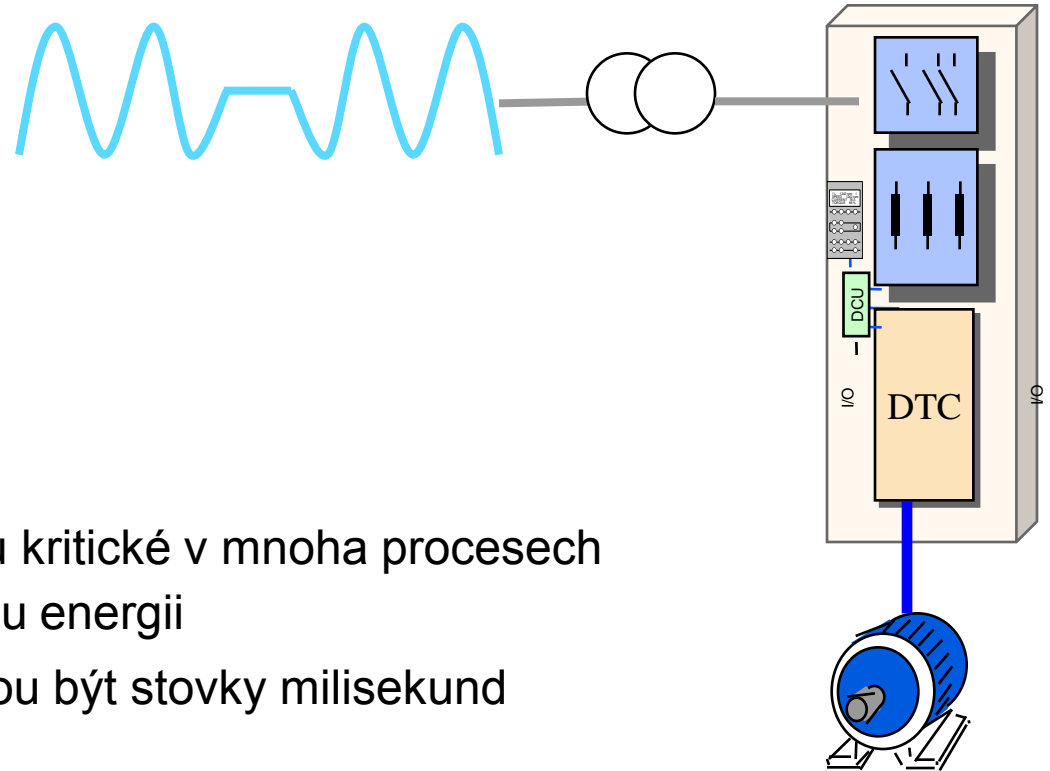 DCU
I/O
DTC
I/O
kritické v mnoha procesech
u energii
ou být stovky milisekund